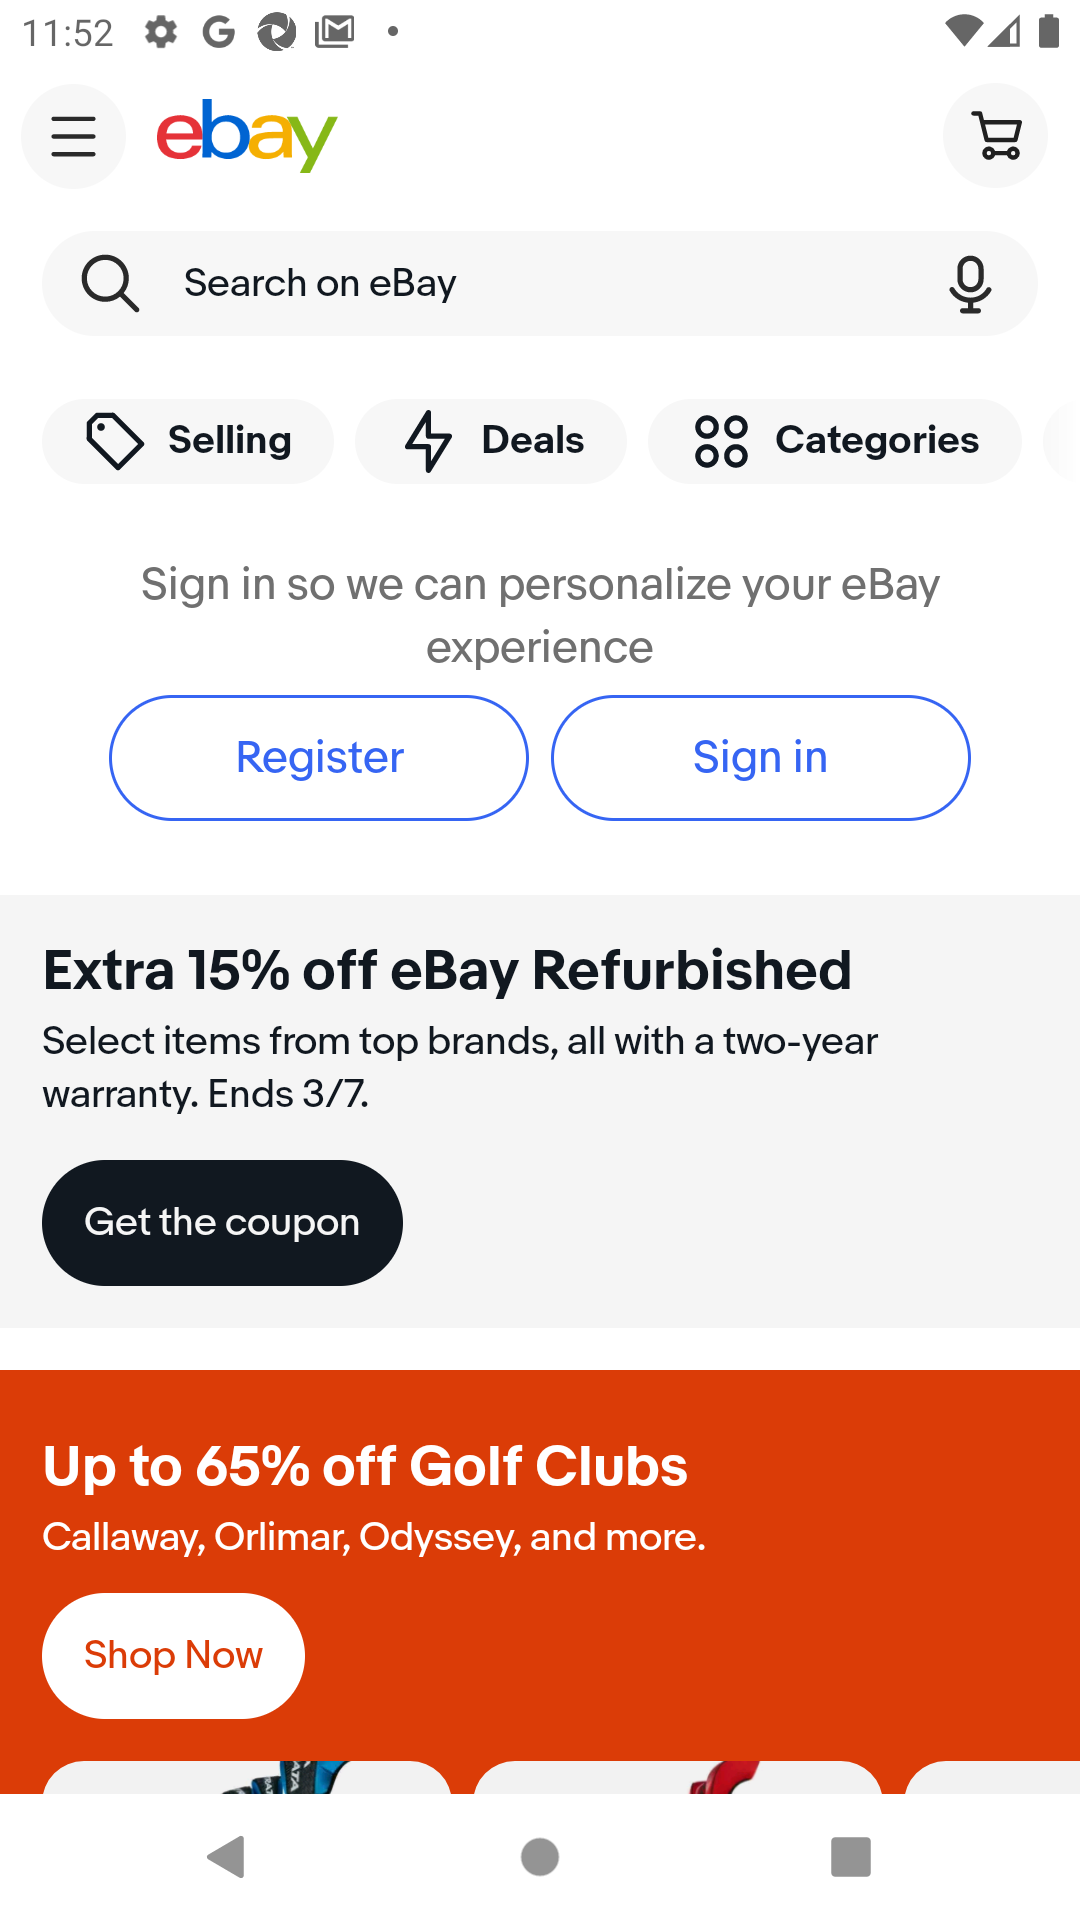 11:52
ebay
Search on eBay
Selling
Deals
Categories
Sign in so we can personalize your eBay
experience
Register
Sign in
Extra 15% off eBay Refurbished
Select items from top brands, all with a two-year
warranty. Ends 3/7.
Get the coupon
Up to 65% off Golf Clubs
Callaway, Orlimar, Odyssey, and more.
Shop Now